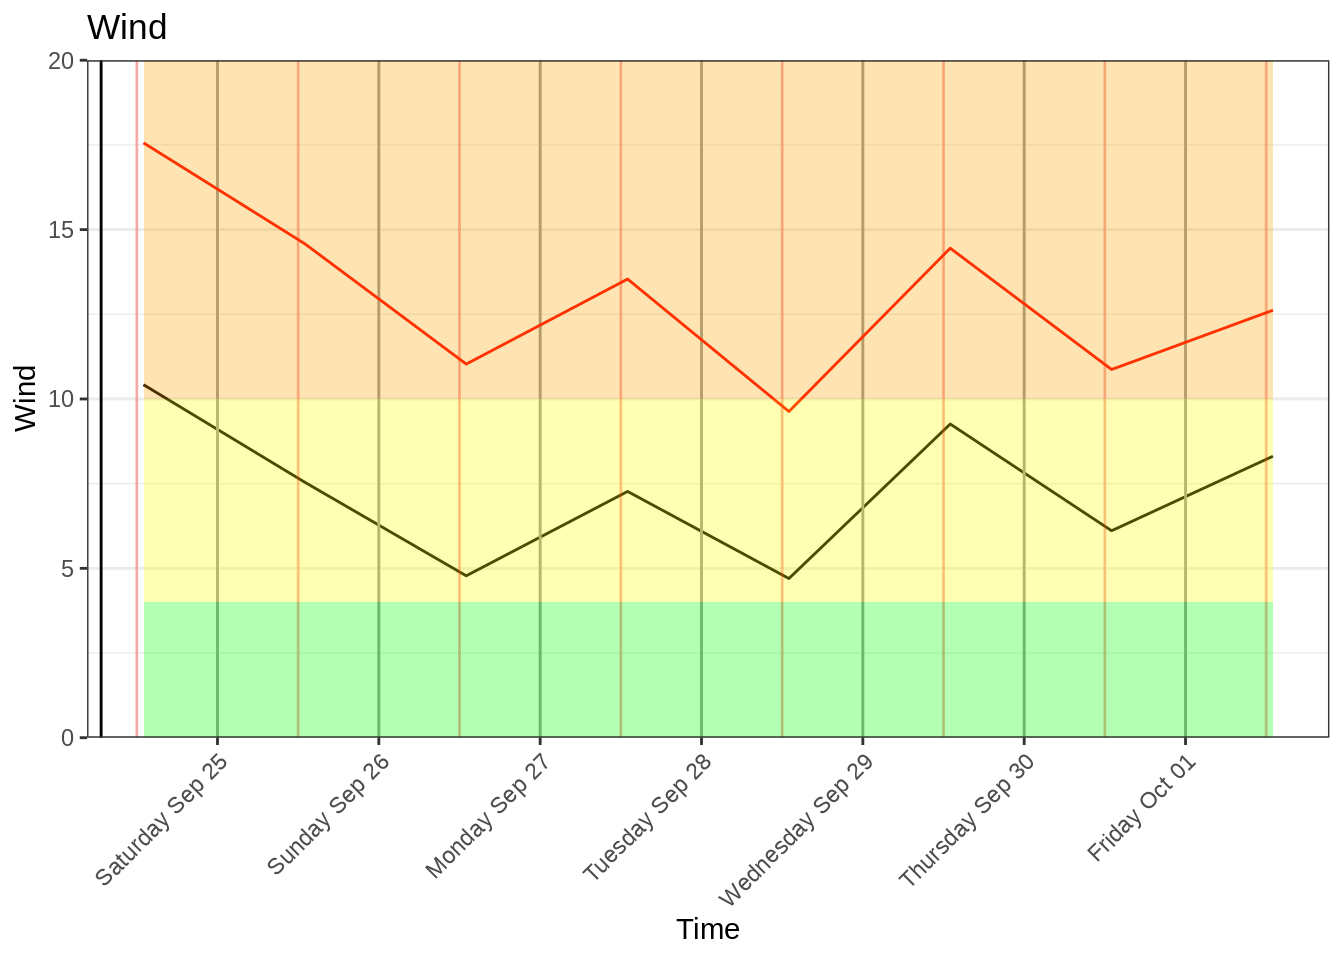 Wind
20
15
10
5
0
Wind
Saturday Sep 25
Sunday Sep 26
Monday Sep 27
Tuesday Sep 28
Wednesday Sep 29
Thursday Sep 30
Friday Oct 01
Time